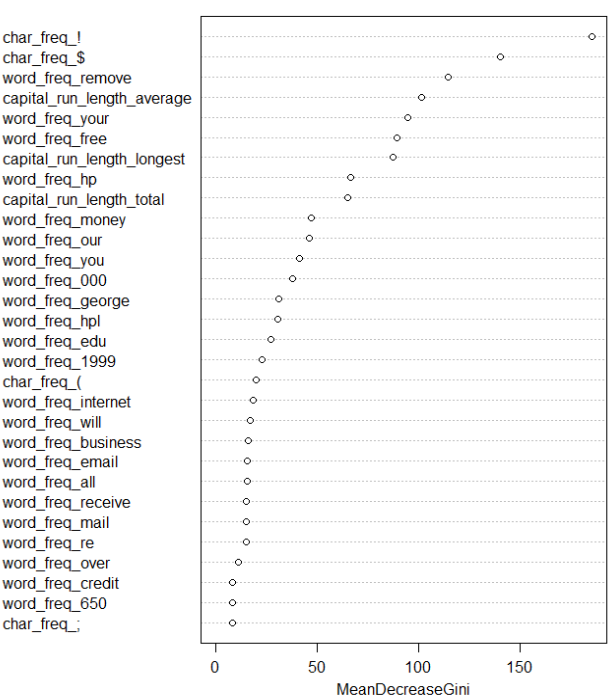 char_freq_!
char_freq_$
word_freq_remove
capital_run_length_average
word_freq_your
word_freq_free
capital_run_length_longest
word_freq_hp
capital_run_length_total
word_freq_money
word_freq_our
word_freq_you
word_freq_000
word_freq_george
word_freq_hpl
word_freq_edu
word_freq_1999
char_freq_(
word_freq_internet
word_freq_will
word_freq_business
word_freq_email
word_freq_all
word_freq_receive
word_freq_mail
word_freq_re
word_freq_over
word_freq_credit
word_freq_650
char_freq_;
0 50 100 150
MeanDecreaseGini